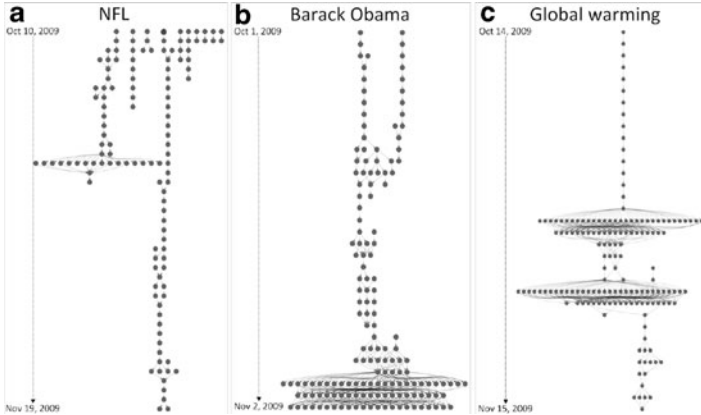 a NFL
Oct 10, 2009
Nov 19, 2009
b Barack Obama
Oct 1, 2009
Nov 2, 2009
c Global warming
Oct 14, 2009
Nov 15, 2009